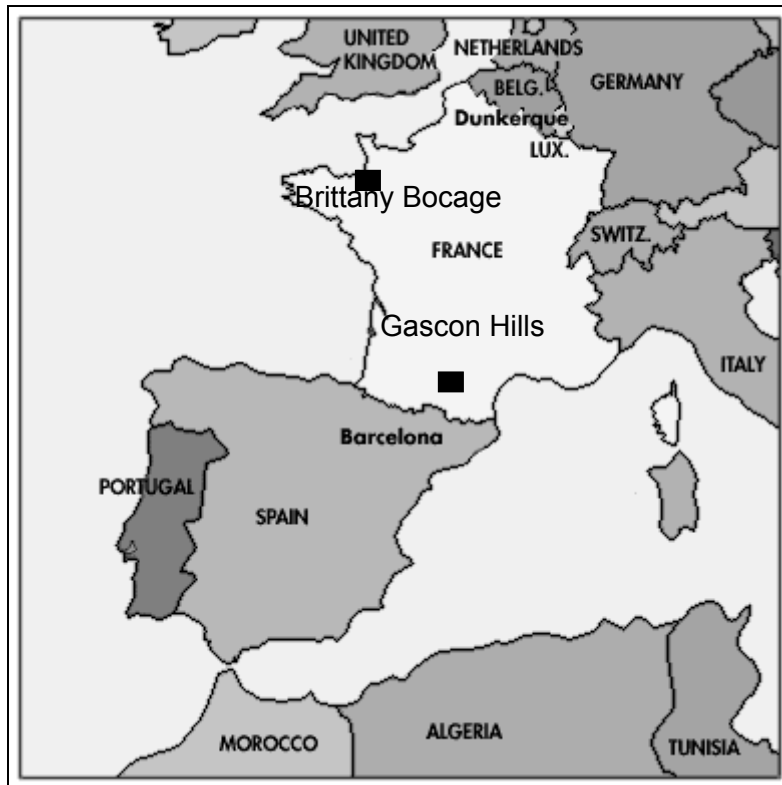 UNITED
KINGDOM
NETHERLANDS
BELG.
GERMANY
Dunkerque
LUX.
Brittany Bocage
SWITZ.
FRANCE
Gascon Hills
ITALY
Barcelona
PORTUGAL
SPAIN
ALGERIA
MOROCCO
TUNISIA